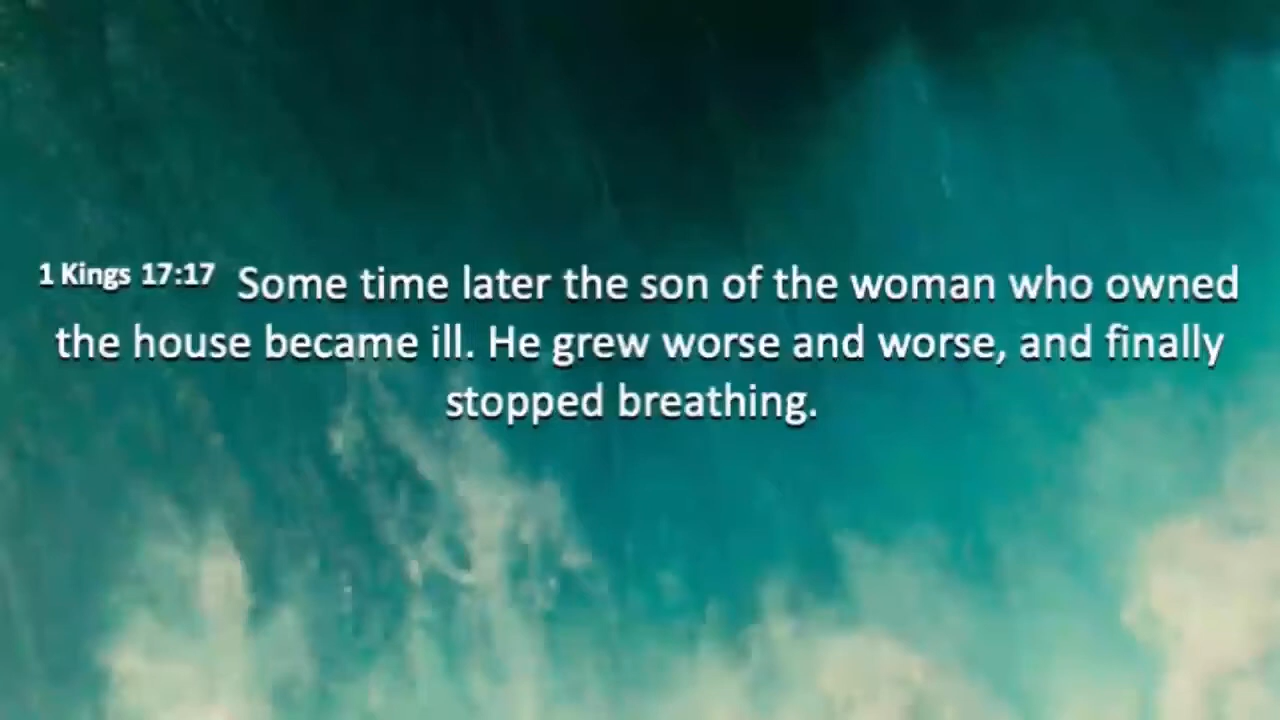 1 Kings 17:17 Some time later the son of the woman who owned
the house became ill. He grew worse and worse, and finally
stopped breathing.